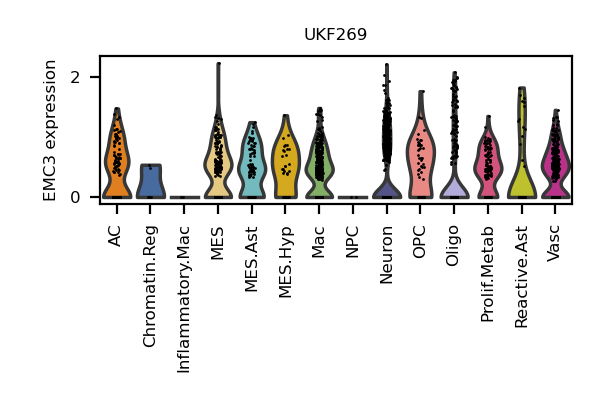 UKF269
EMC3 expression
2
0
AC
Chromatin.Reg
Inflammatory.Mac
MES
MES.Ast
MES.Hyp
Mac
NPC
Neuron
OPC
Oligo
Prolif.Metab
Reactive.Ast
Vasc